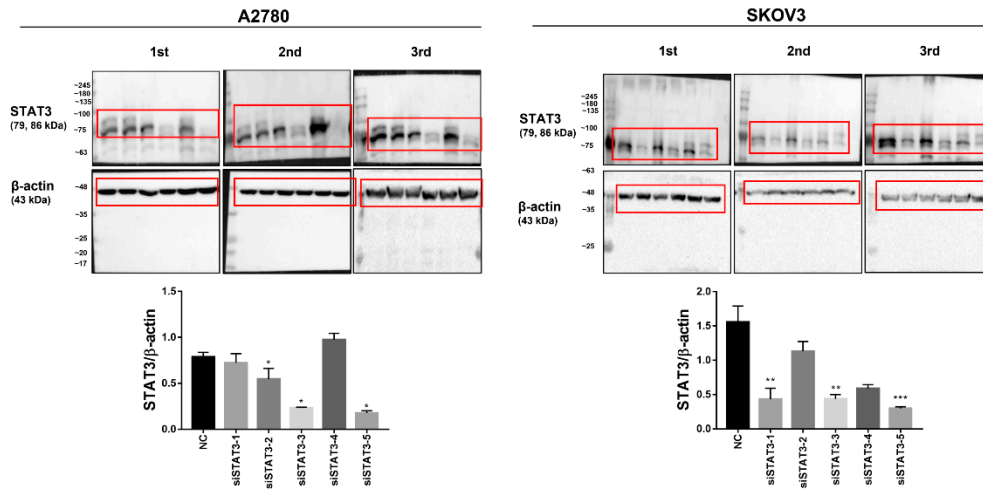 A2780
1st 2nd 3rd
STAT3
(79, 86 kDa)
~245
~180
~135
~100
~75
~63
β-actin
(43 kDa)
~48
~35
~25
~20
~17
STAT3/β-actin
1.5
1.0
0.5
0.0
*
*
*
NC
siSTAT3-1
siSTAT3-2
siSTAT3-3
siSTAT3-4
siSTAT3-5
SKOV3
1st 2nd 3rd
STAT3
(79, 86 kDa)
~245
~180
~135
~100
~75
~63
β-actin
(43 kDa)
~48
~35
~25
STAT3/β-actin
2.0
1.5
1.0
0.5
0.0
**
**
***
NC
siSTAT3-1
siSTAT3-2
siSTAT3-3
siSTAT3-4
siSTAT3-5